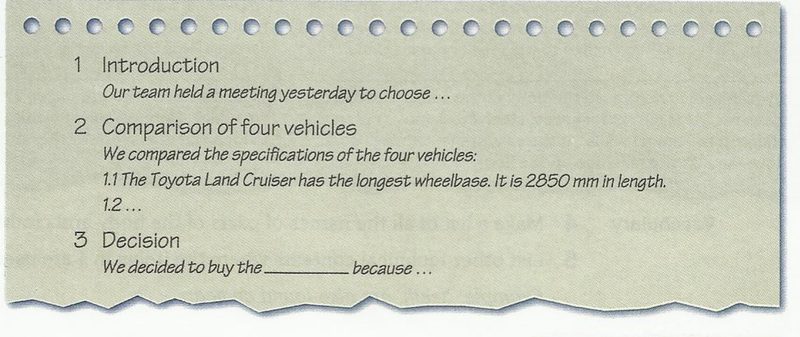 1 Introduction
Our team held a meeting yesterday to choose ...
2 Comparison of four vehicles
We compared the specifications of the four vehicles:
1.1 The Toyota Land Cruiser has the longest wheelbase. It is 2850 mm in length.
1.2 ...
3 Decision
We decided to buy the __________ because ...